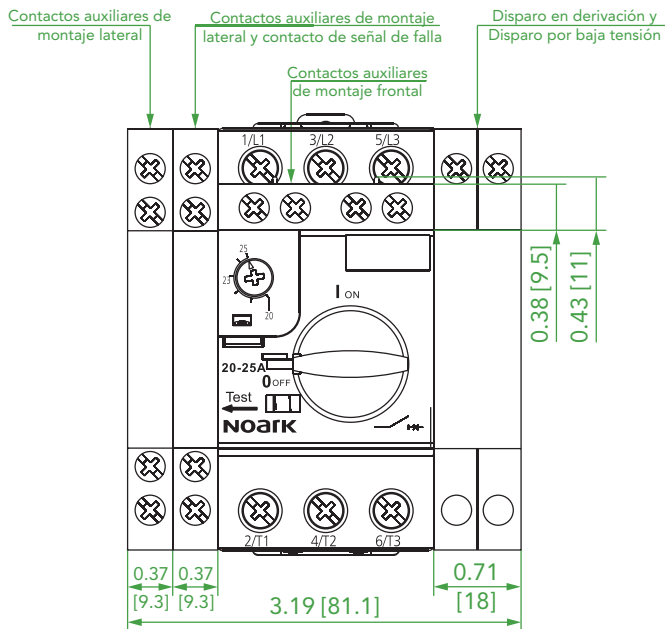 Contactos auxiliares de
montaje lateral
Contactos auxiliares de montaje
lateral y contacto de señal de falla
Disparo en derivación y
Disparo por baja tensión
Contactos auxiliares
de montaje frontal
1/L1 3/L2 5/L3
25
23
20
I ON
20-25A
0 OFF
Test
NOARK
0.38 [9.5]
0.43 [11]
2/T1 4/T2 6/T3
0.37
[9.3]
0.37
[9.3]
3.19 [81.1]
0.71
[18]